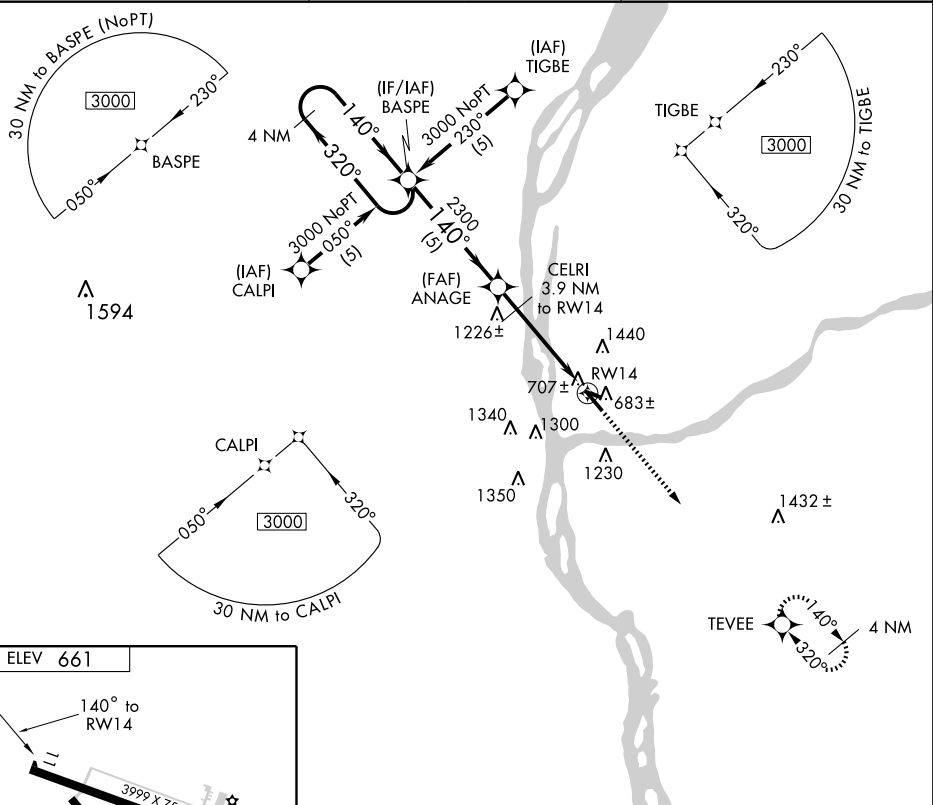 30 NM to BASPE (NoPT)
3000
230°
BASPE
050°
1594
(IF/IAF)
BASPE
(IAF)
TIGBE
4 NM
140°
320°
3000 NoPT
230°
(5)
3000 NoPT
050°
(5)
(IAF)
CALPI
2300
140°
(5)
(FAF)
ANAGE
CELRI
3.9 NM
to RW14
1226±
1440
707±
RW14
683±
1340
1300
1230
1350
1432±
TIGBE
230°
3000
30 NM to TIGBE
320°
CALPI
050°
3000
320°
30 NM to CALPI
TEVEE
140°
320°
4 NM
ELEV 661
140° to
RW14
3999 X 75